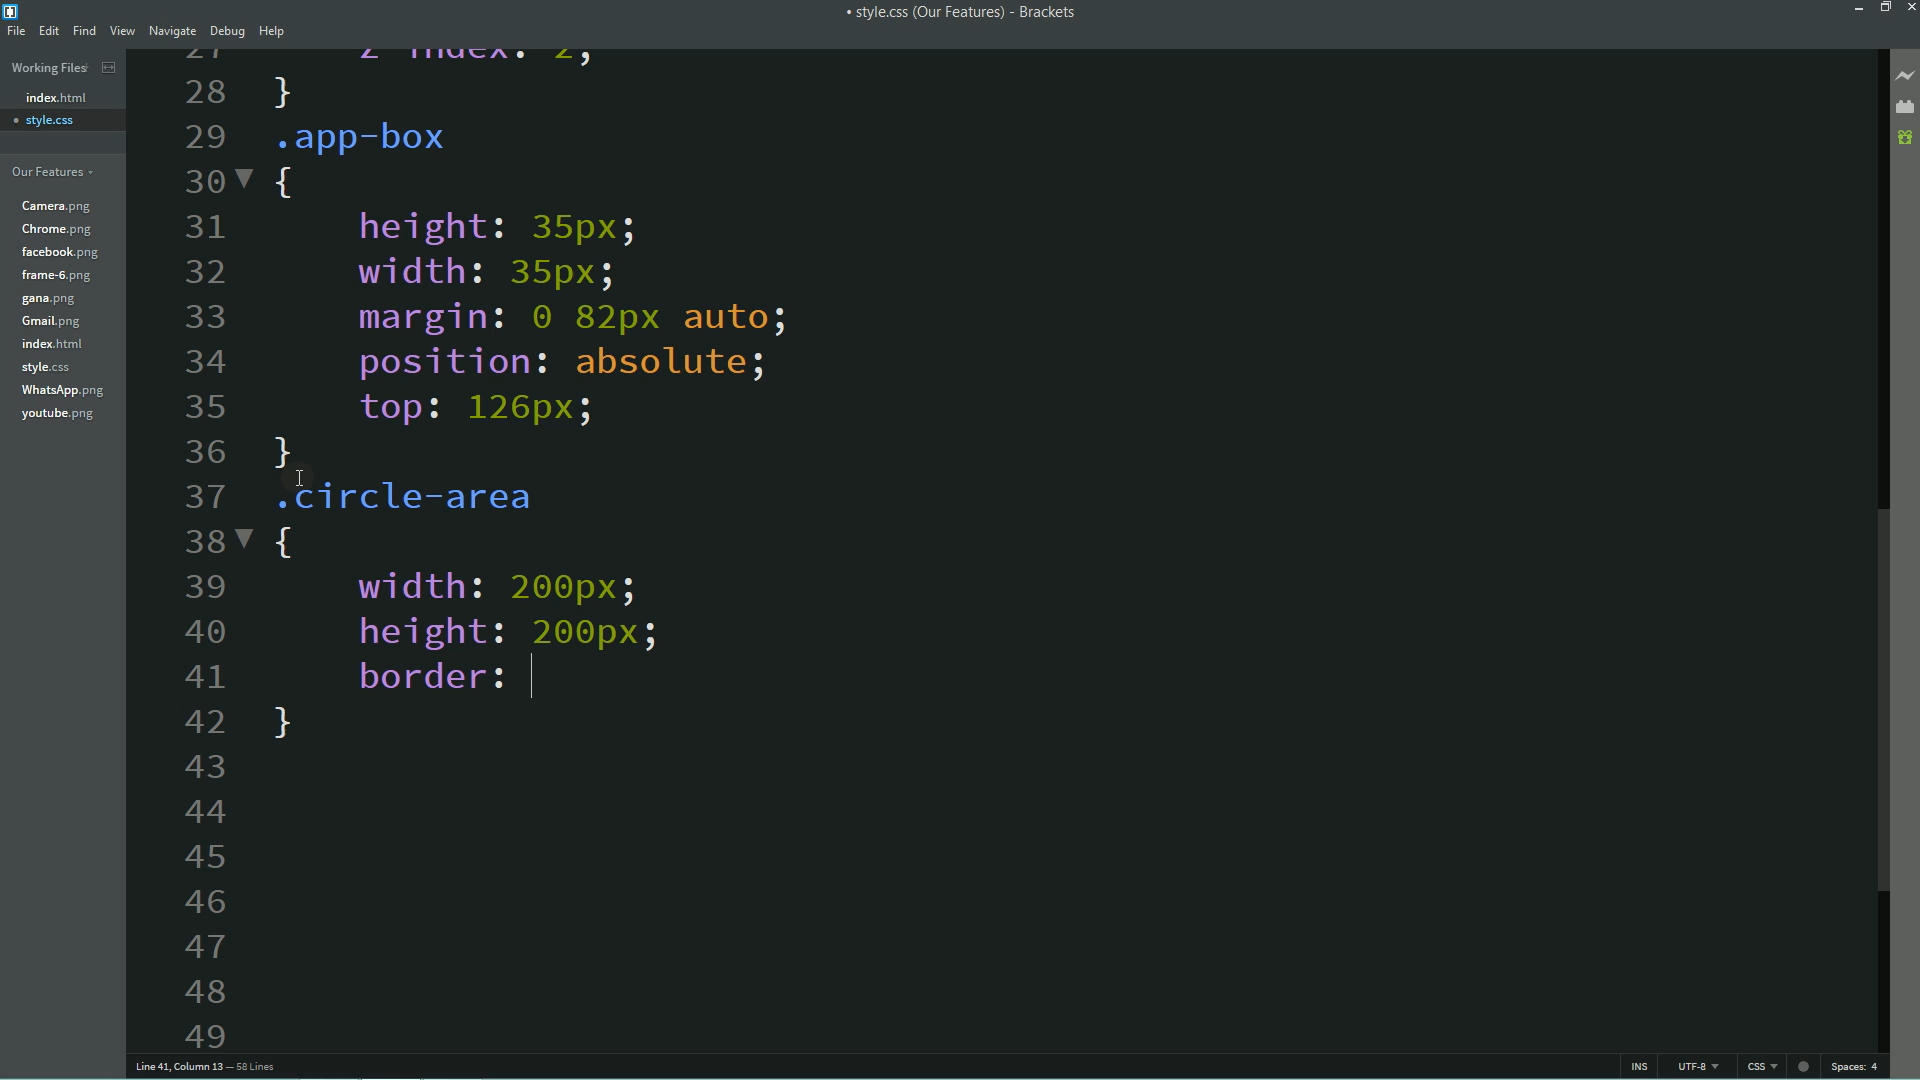 • style.css (Our Features) - Brackets
File Edit Find View Navigate Debug Help
Working Files
index.html
• style.css
Our Features
Camera.png
Chrome.png
facebook.png
frame-6.png
gana.png
Gmail.png
index.html
style.css
WhatsApp.png
youtube.png
27 z-index: 2;
28 }
29 .app-box
30 {
31 height: 35px;
32 width: 35px;
33 margin: 0 82px auto;
34 position: absolute;
35 top: 126px;
36 }
37 .circle-area
38 {
39 width: 200px;
40 height: 200px;
41 border:
42 }
43
44
45
46
47
48
49
Line 41, Column 13 — 58 Lines
INS UTF-8 CSS Spaces: 4